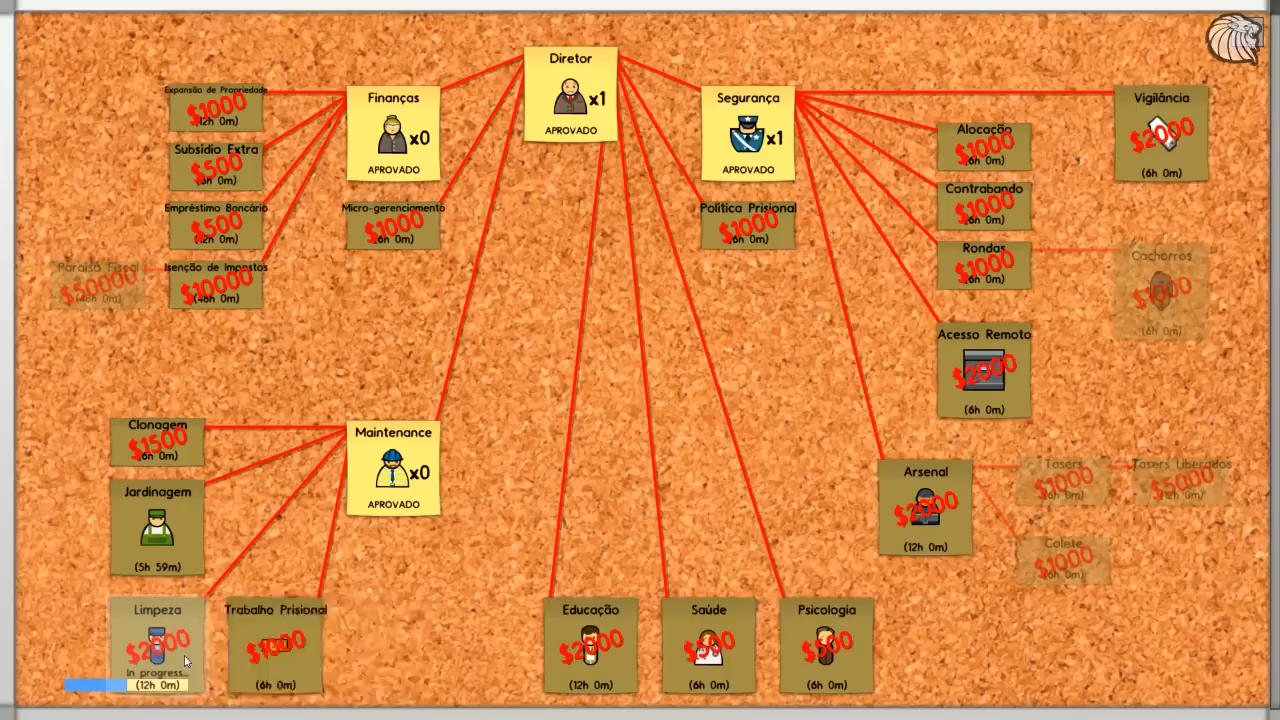 Diretor
x1
APROVADO
Expansão de Propriedade
$1000
(12h 0m)
Finanças
x0
APROVADO
Segurança
x1
APROVADO
Vigilância
$2000
(6h 0m)
Subsídio Extra
$500
Alocação
$1000
(6h 0m)
Empréstimo Bancário
$500
(12h 0m)
Micro-gerenciamento
$1000
(6h 0m)
Política Prisional
$1000
(6h 0m)
Contrabando
$1000
(6h 0m)
Paraíso Fiscal
$50000
(48h 0m)
Isenção de Impostos
$10000
(48h 0m)
Rondas
$1000
(6h 0m)
Cachorros
$1000
(6h 0m)
Acesso Remoto
$2000
(6h 0m)
Clonagem
$1500
(6h 0m)
Maintenance
x0
APROVADO
Jardinagem
(5h 59m)
Arsenal
$2000
(12h 0m)
Tasers
$1000
(6h 0m)
Tasers Liberados
$5000
(12h 0m)
Colete
$1000
(6h 0m)
Limpeza
$2000
In progress...
(12h 0m)
Trabalho Prisional
$1000
(6h 0m)
Educação
$2000
(12h 0m)
Saúde
$500
(6h 0m)
Psicologia
$500
(6h 0m)